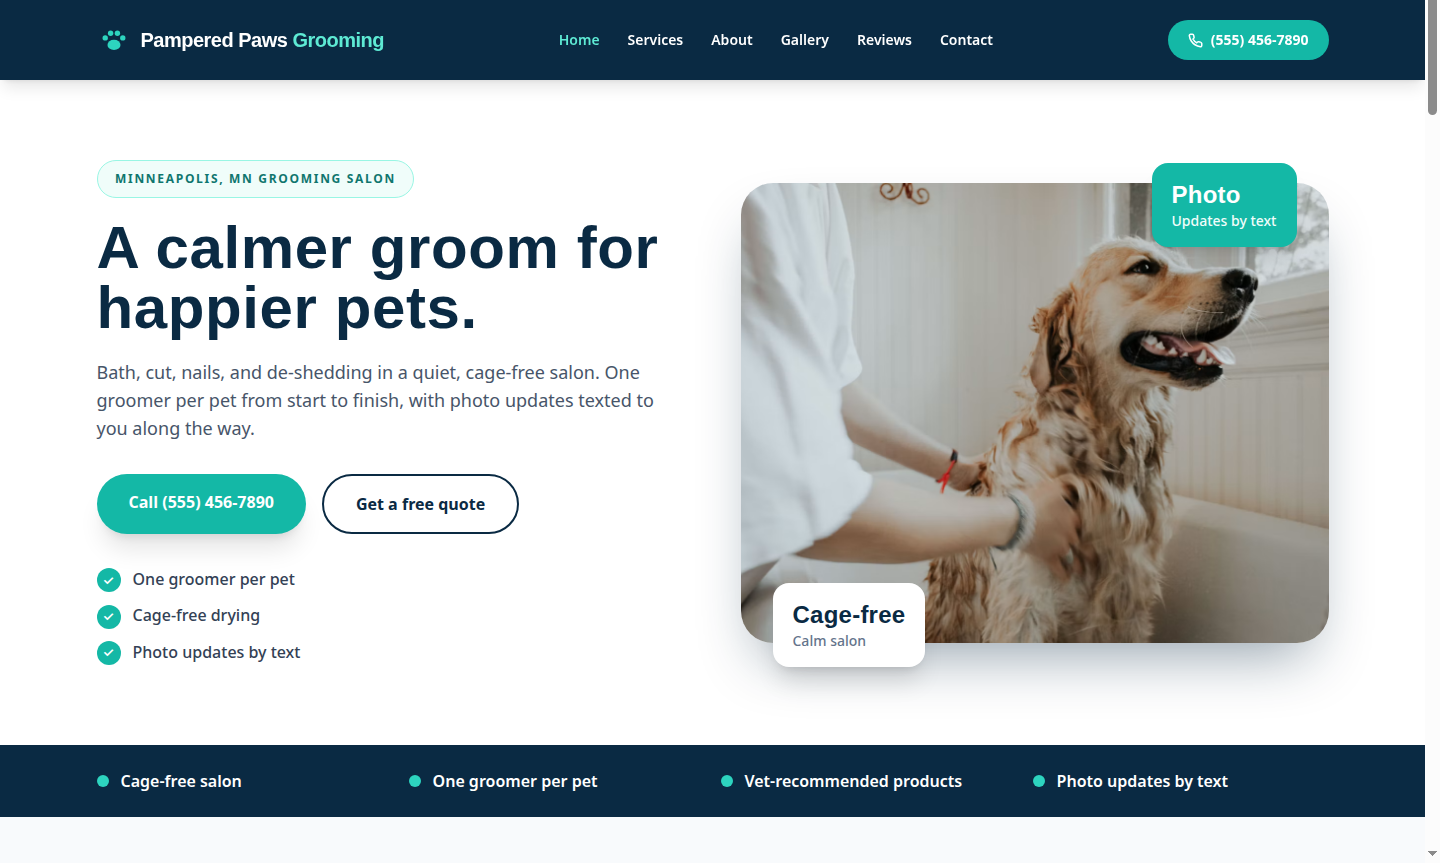 Pampered Paws Grooming
Home Services About Gallery Reviews Contact
(555) 456-7890
MINNEAPOLIS, MN GROOMING SALON
A calmer groom for
happier pets.
Bath, cut, nails, and de-shedding in a quiet, cage-free salon. One
groomer per pet from start to finish, with photo updates texted to
you along the way.
Call (555) 456-7890
Get a free quote
One groomer per pet
Cage-free drying
Photo updates by text
Photo
Updates by text
Cage-free
Calm salon
Cage-free salon
One groomer per pet
Vet-recommended products
Photo updates by text